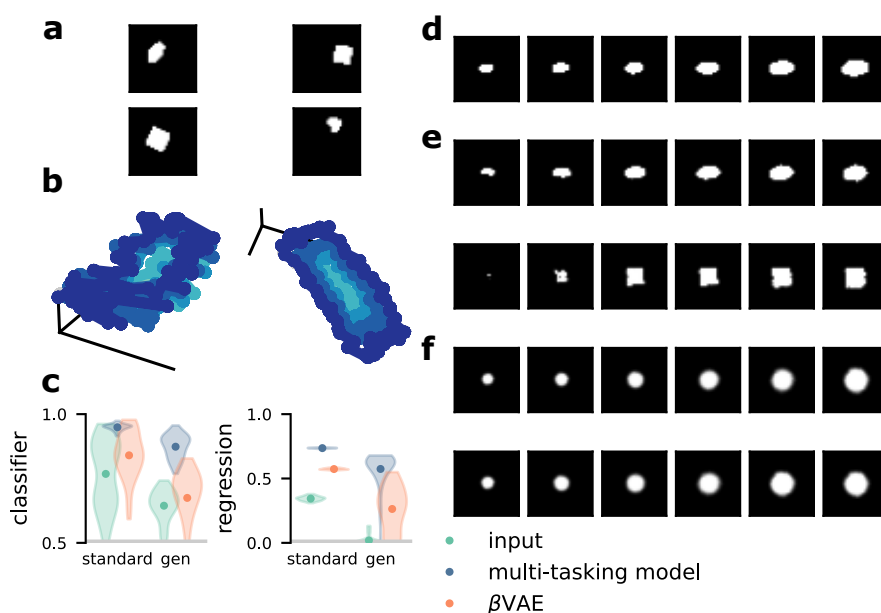 a
d
e
b
f
c
1.0
classifier
0.5
standard gen
1.0
regression
0.5
0.0
standard gen
input
multi-tasking model
βVAE